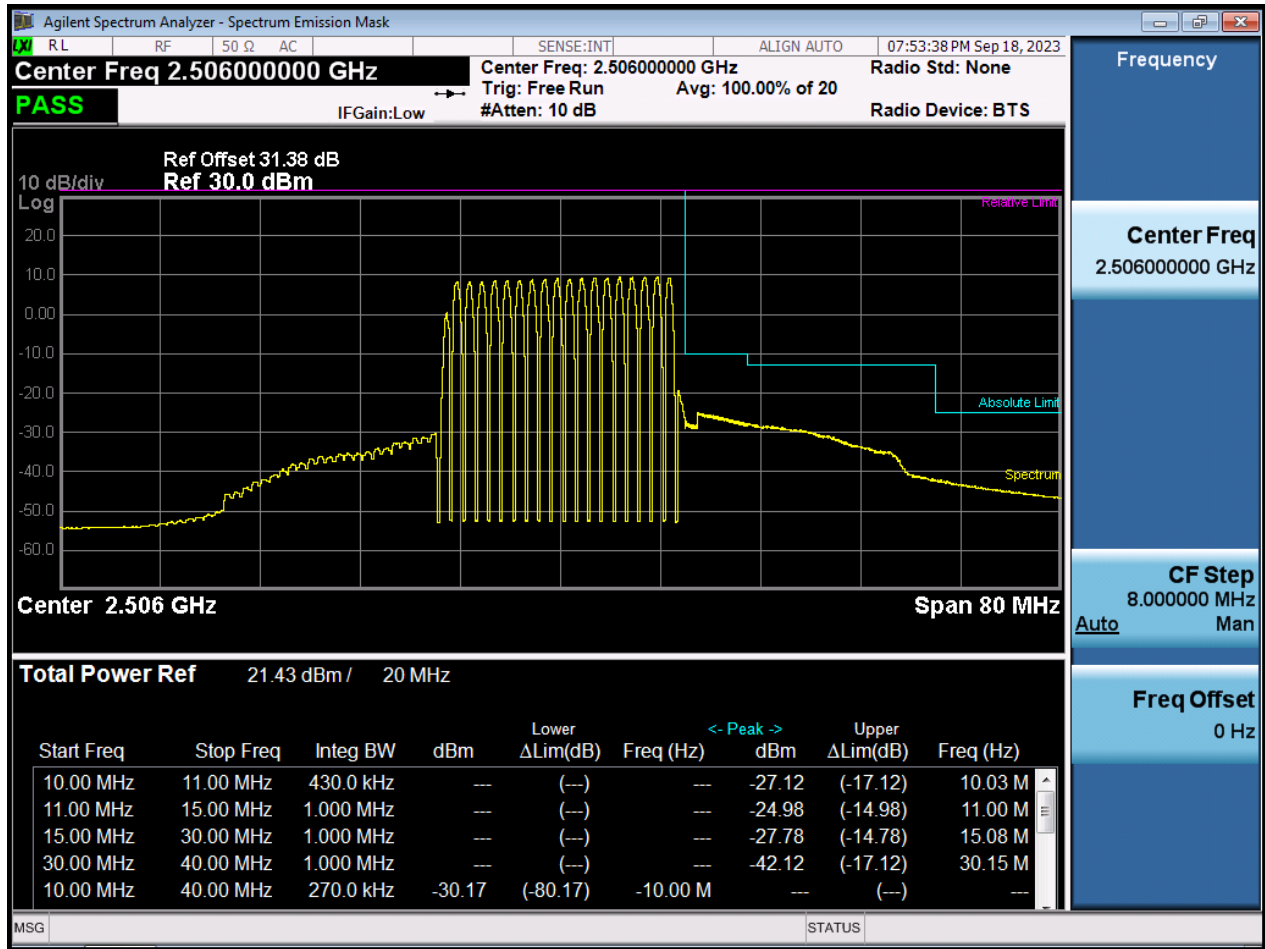 Agilent Spectrum Analyzer - Spectrum Emission Mask
LXI RL RF 50 Ω AC SENSE:INT ALIGN AUTO 07:53:38 PM Sep 18, 2023
Center Freq 2.506000000 GHz
PASS
IFGain:Low
Center Freq: 2.506000000 GHz
Trig: Free Run Avg: 100.00% of 20
#Atten: 10 dB
Radio Std: None
Radio Device: BTS
Ref Offset 31.38 dB
10 dB/div Ref 30.0 dBm
Log
Relative Limit
20.0
10.0
0.00
-10.0
-20.0
Absolute Limit
-30.0
-40.0
Spectrum
-50.0
-60.0
Center 2.506 GHz Span 80 MHz
Total Power Ref 21.43 dBm / 20 MHz
Lower <- Peak -> Upper
Start Freq Stop Freq Integ BW dBm ΔLim(dB) Freq (Hz) dBm ΔLim(dB) Freq (Hz)
10.00 MHz 11.00 MHz 430.0 kHz --- (---) --- -27.12 (-17.12) 10.03 M
11.00 MHz 15.00 MHz 1.000 MHz --- (---) --- -24.98 (-14.98) 11.00 M
15.00 MHz 30.00 MHz 1.000 MHz --- (---) --- -27.78 (-14.78) 15.08 M
30.00 MHz 40.00 MHz 1.000 MHz --- (---) --- -42.12 (-17.12) 30.15 M
10.00 MHz 40.00 MHz 270.0 kHz -30.17 (-80.17) -10.00 M --- (---) ---
MSG STATUS
Frequency
Center Freq
2.506000000 GHz
CF Step
8.000000 MHz
Auto Man
Freq Offset
0 Hz